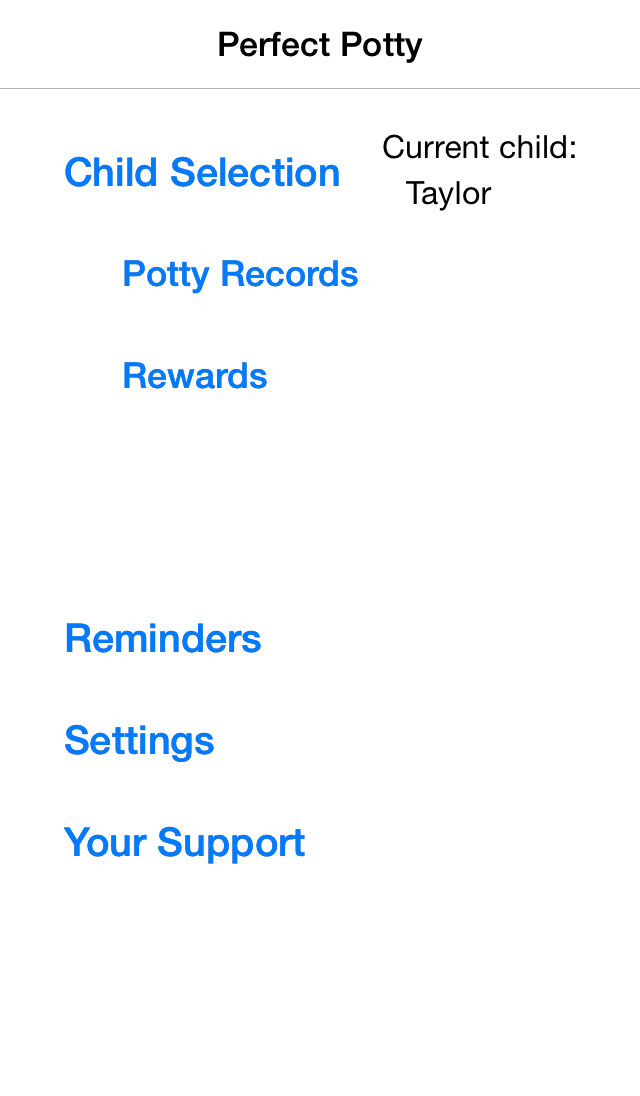 Perfect Potty
Child Selection
Current child:
Taylor
Potty Records
Rewards
Reminders
Settings
Your Support